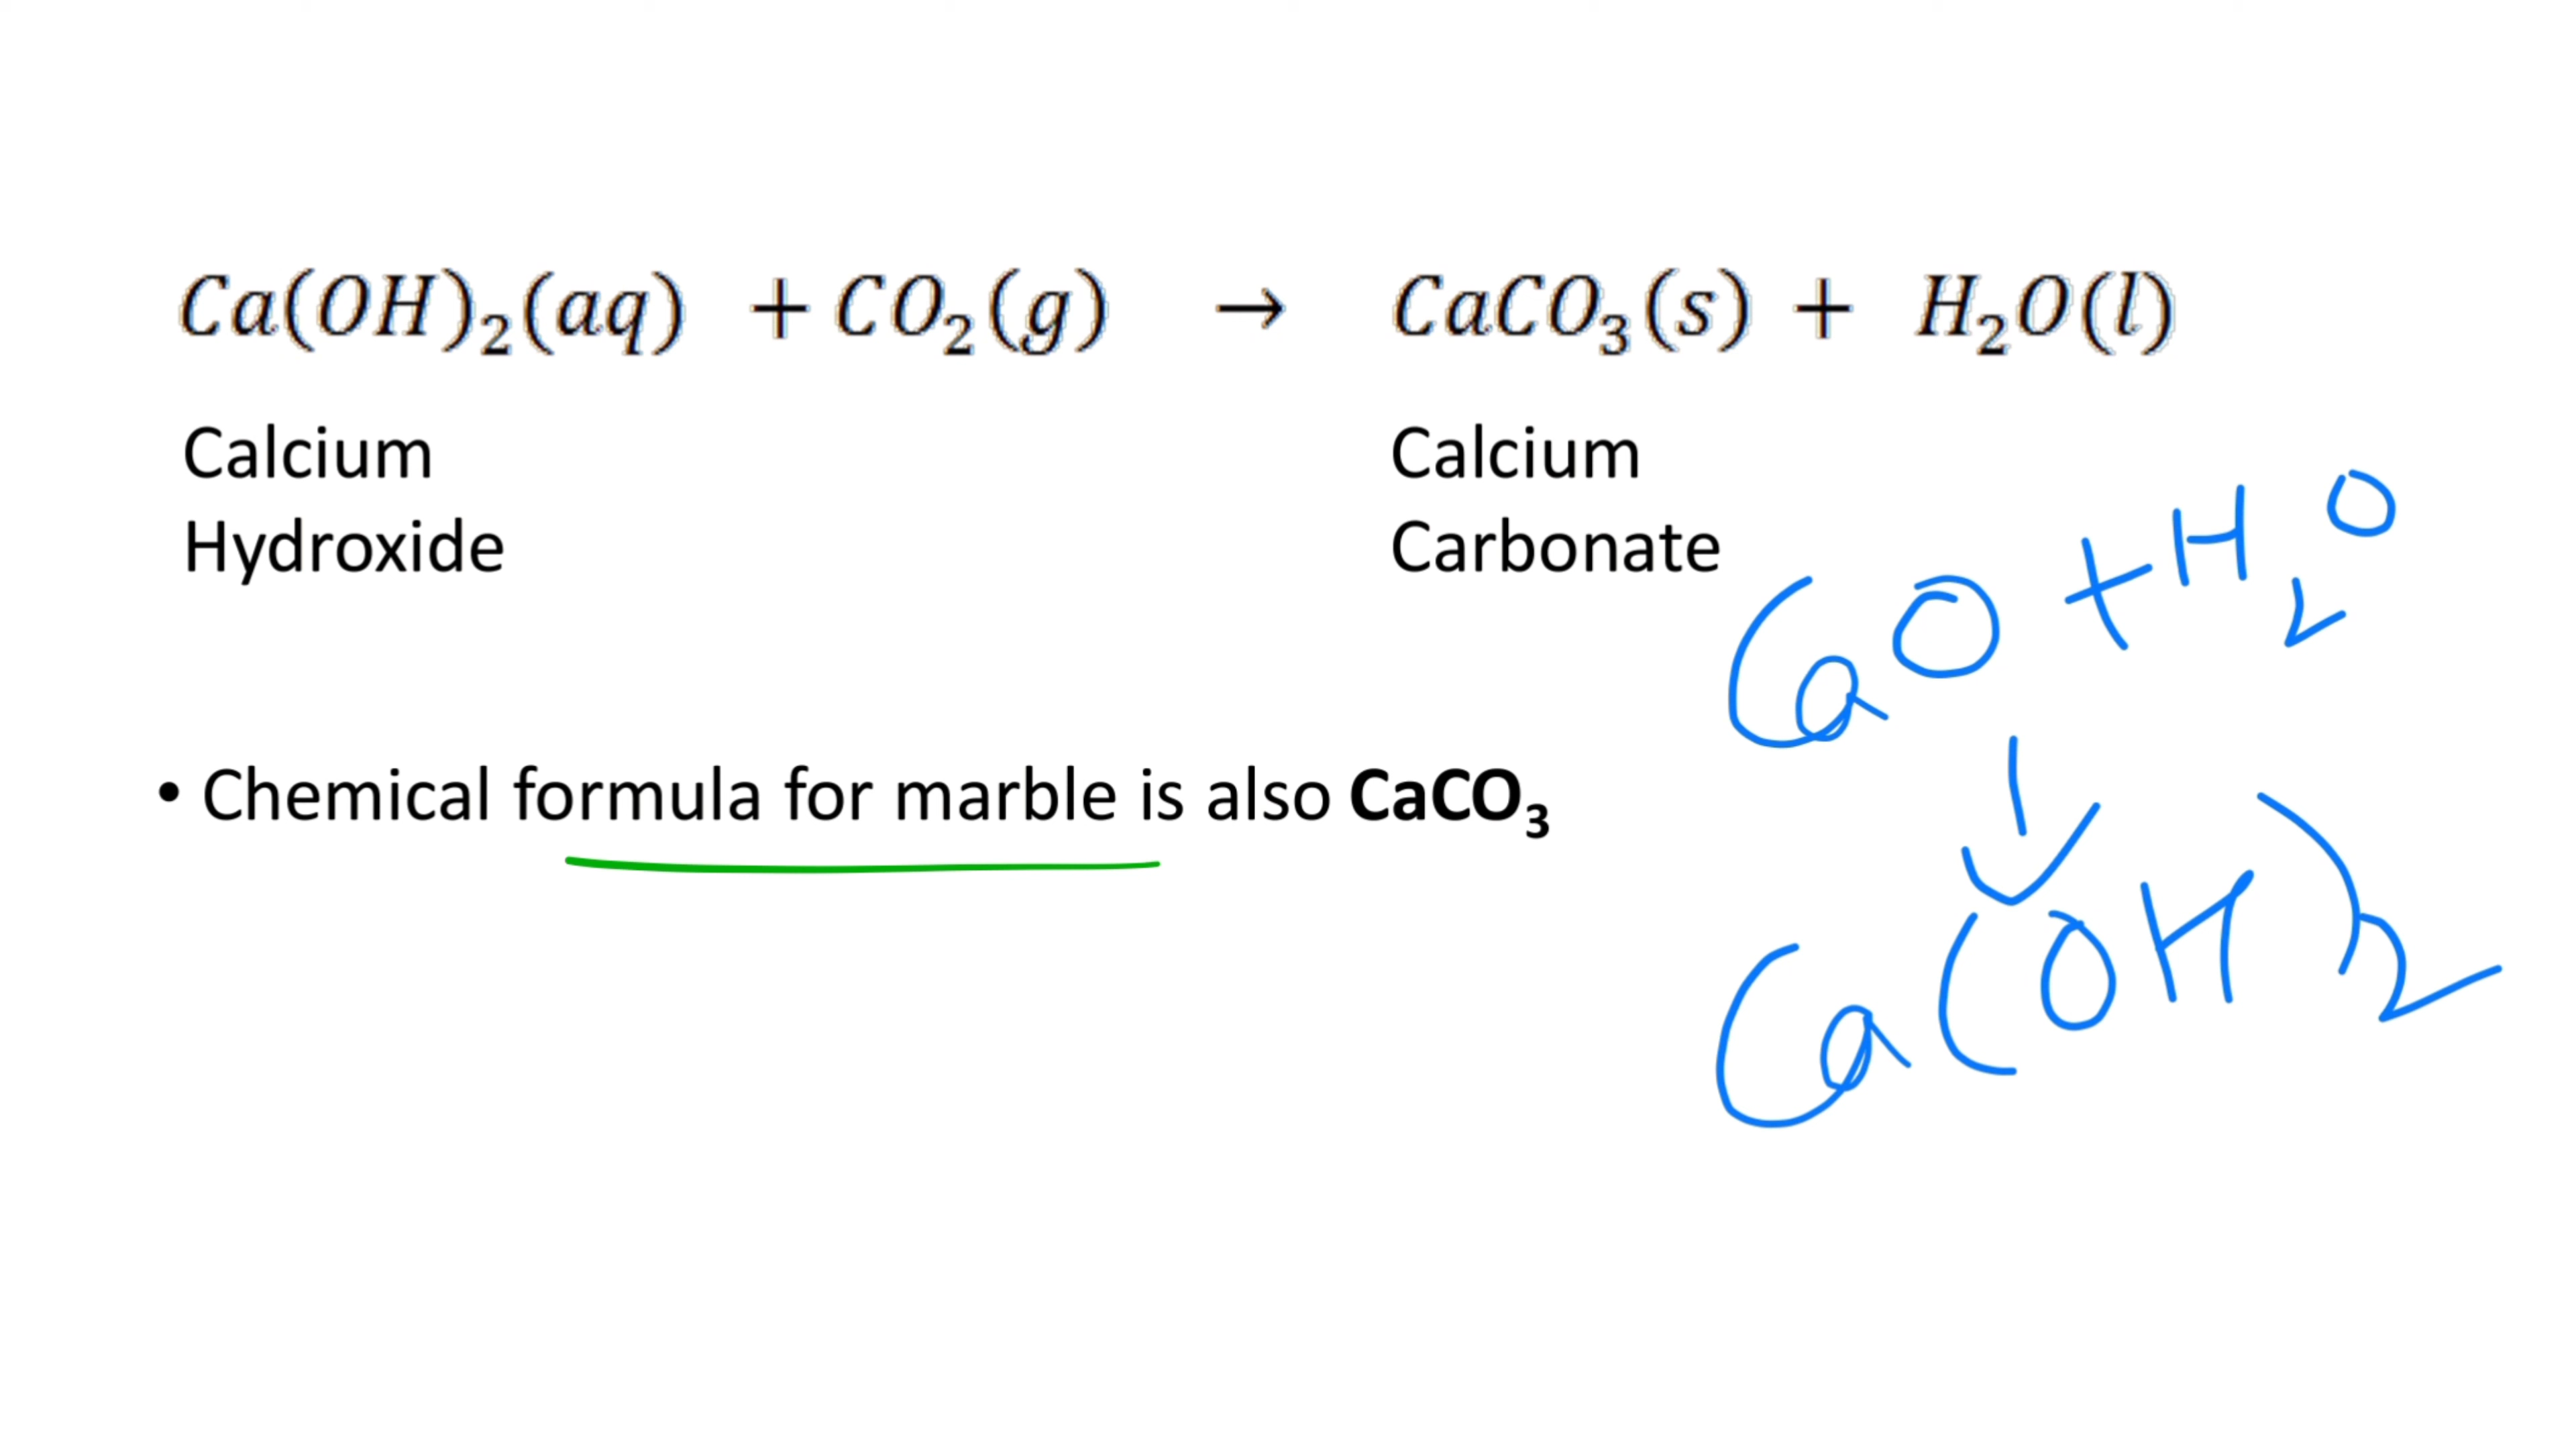 Ca(OH)₂(aq) + CO₂(g) → CaCO₃(s) + H₂O(l)
Calcium Hydroxide
Calcium Carbonate
• Chemical formula for marble is also CaCO₃
CaO + H₂O
↓
Ca(OH)₂